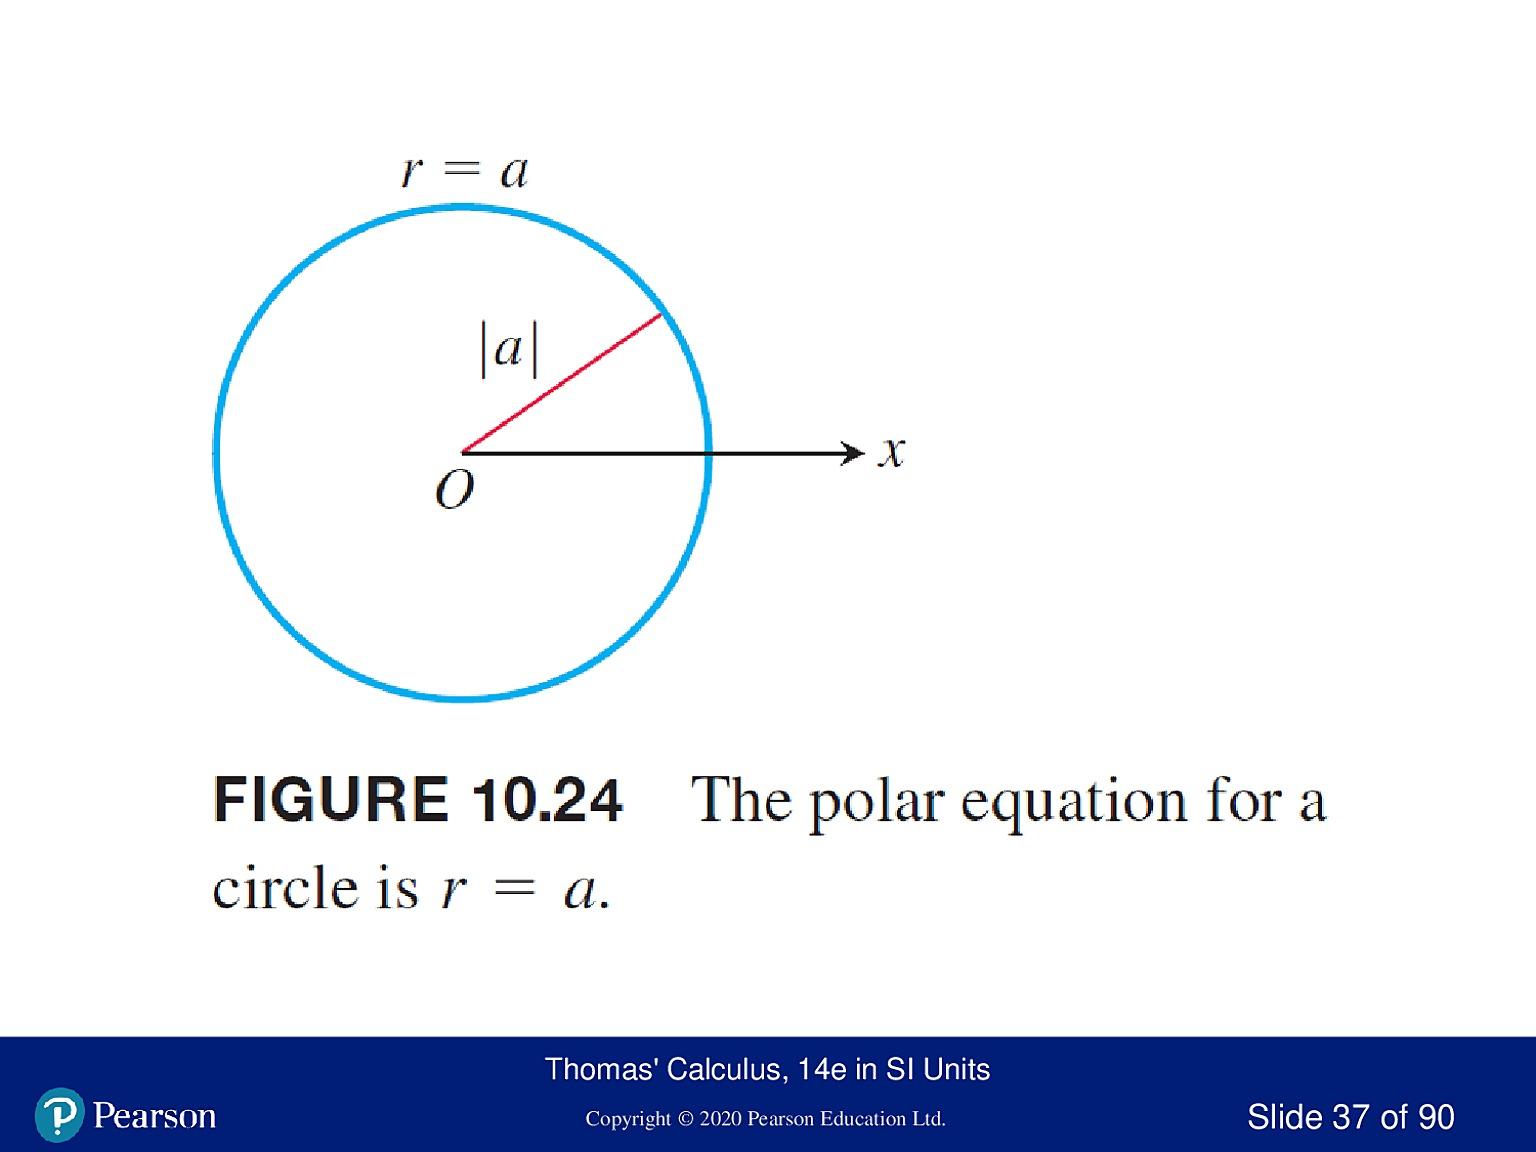 r = a
|a|
x
O
FIGURE 10.24 The polar equation for a
circle is r = a.
Thomas' Calculus, 14e in SI Units
Pearson
Copyright © 2020 Pearson Education Ltd.
Slide 37 of 90